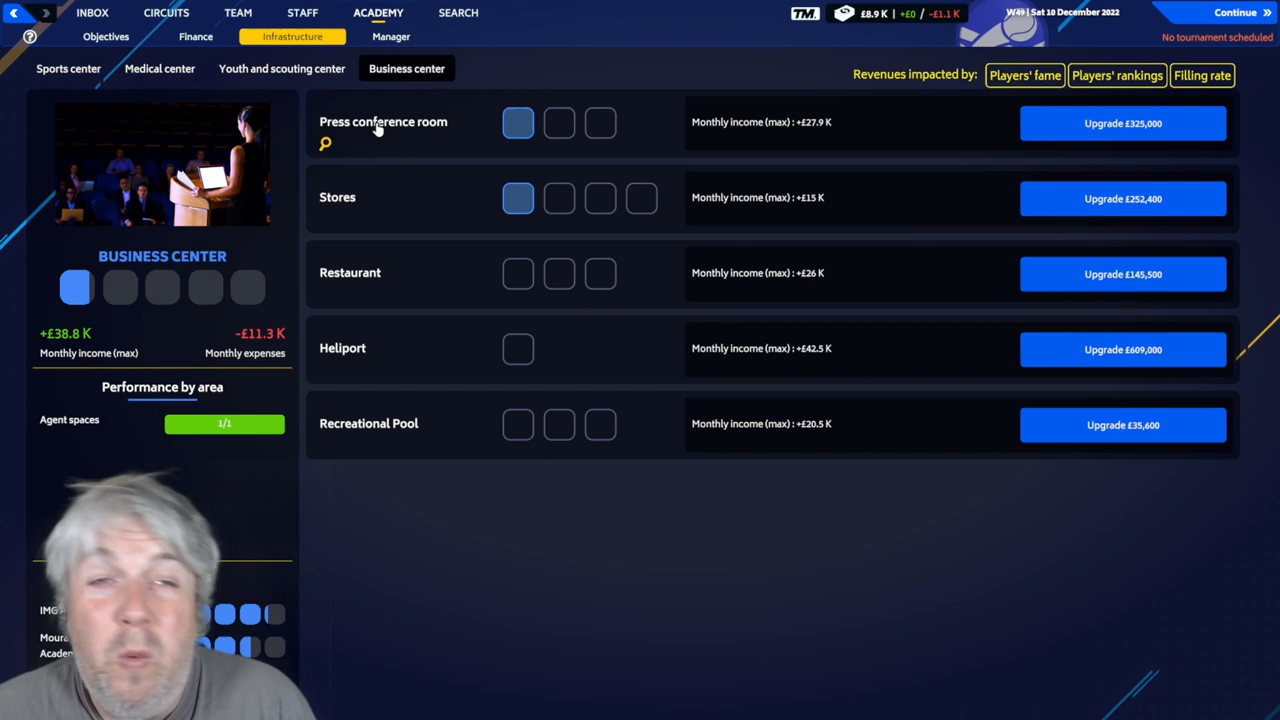 INBOX CIRCUITS TEAM STAFF ACADEMY SEARCH
TM. £8.9 K | +£0 / -£1.1 K W49 | Sat 10 December 2022 Continue
Objectives Finance Infrastructure Manager No tournament scheduled
Sports center Medical center Youth and scouting center Business center Revenues impacted by: Players' fame Players' rankings Filling rate
Press conference room Monthly income (max) : +£27.9 K Upgrade £325,000
Stores Monthly income (max) : +£15 K Upgrade £252,400
Restaurant Monthly income (max) : +£26 K Upgrade £145,500
Heliport Monthly income (max) : +£42.5 K Upgrade £609,000
Recreational Pool Monthly income (max) : +£20.5 K Upgrade £35,600
BUSINESS CENTER
+£38.8 K -£11.3 K
Monthly income (max) Monthly expenses
Performance by area
Agent spaces 1/1
IMG
Moura
Acade